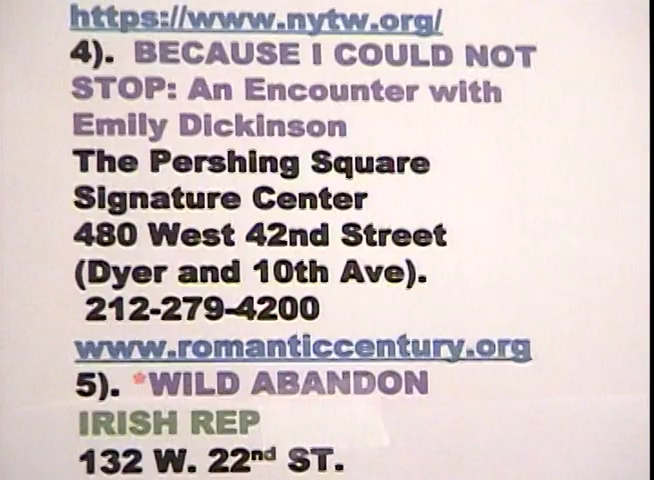 https://www.nytw.org/
4). BECAUSE I COULD NOT
STOP: An Encounter with
Emily Dickinson
The Pershing Square
Signature Center
480 West 42nd Street
(Dyer and 10th Ave).
212-279-4200
www.romanticcentury.org
5). *WILD ABANDON
IRISH REP
132 W. 22nd ST.